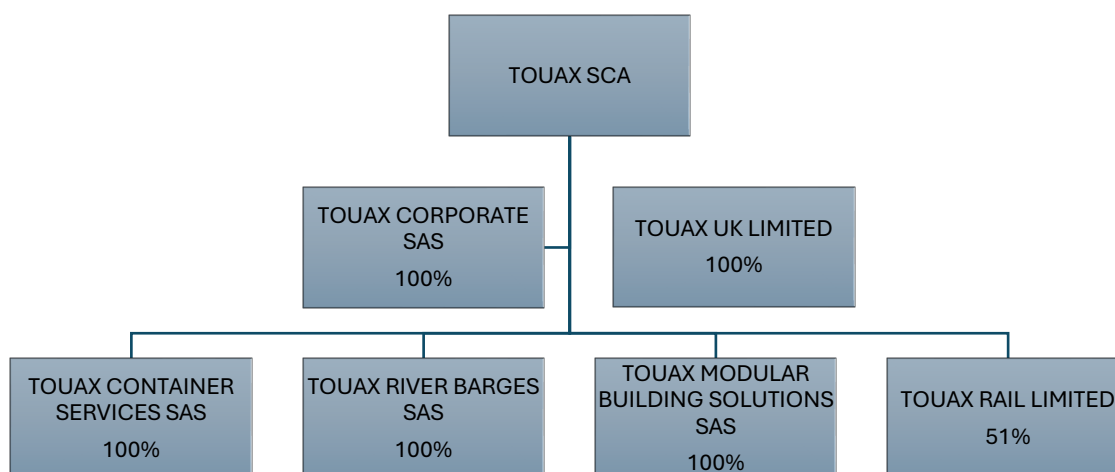 TOUAX SCA
TOUAX CORPORATE
SAS
100%
TOUAX UK LIMITED
100%
TOUAX CONTAINER
SERVICES SAS
100%
TOUAX RIVER BARGES
SAS
100%
TOUAX MODULAR
BUILDING SOLUTIONS
SAS
100%
TOUAX RAIL LIMITED
51%